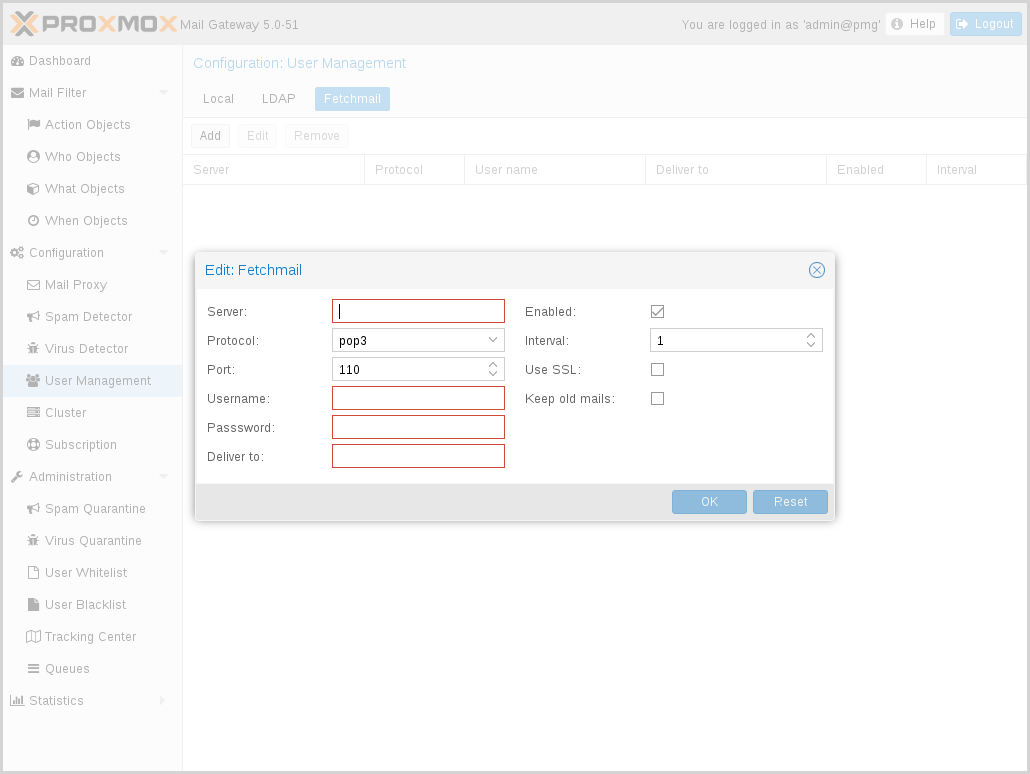 PROXMOX Mail Gateway 5.0-51 You are logged in as 'admin@pmg' Help Logout
Dashboard
Mail Filter
Action Objects
Who Objects
What Objects
When Objects
Configuration
Mail Proxy
Spam Detector
Virus Detector
User Management
Cluster
Subscription
Administration
Spam Quarantine
Virus Quarantine
User Whitelist
User Blacklist
Tracking Center
Queues
Statistics
Configuration: User Management
Local LDAP Fetchmail
Add Edit Remove
Server Protocol User name Deliver to Enabled Interval
Edit: Fetchmail
Server:
Protocol: pop3
Port: 110
Username:
Passsword:
Deliver to:
Enabled:
Interval: 1
Use SSL:
Keep old mails:
OK Reset